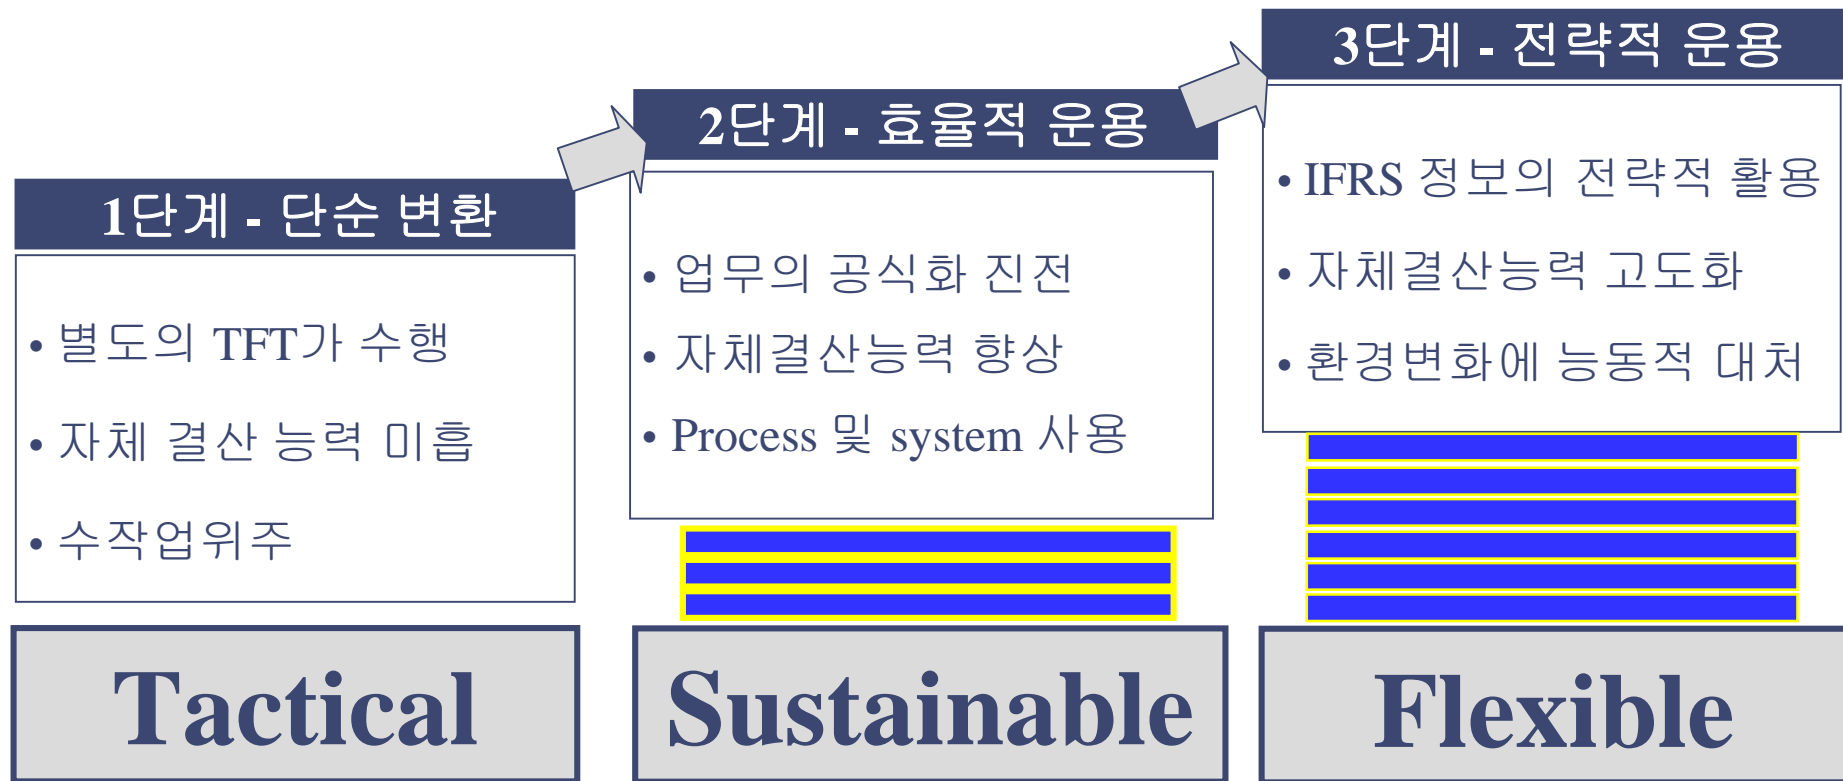 1단계 - 단순 변환
• 별도의 TFT가 수행
• 자체 결산 능력 미흡
• 수작업위주
Tactical
2단계 - 효율적 운용
• 업무의 공식화 진전
• 자체결산능력 향상
• Process 및 system 사용
Sustainable
3단계 - 전략적 운용
• IFRS 정보의 전략적 활용
• 자체결산능력 고도화
• 환경변화에 능동적 대처
Flexible